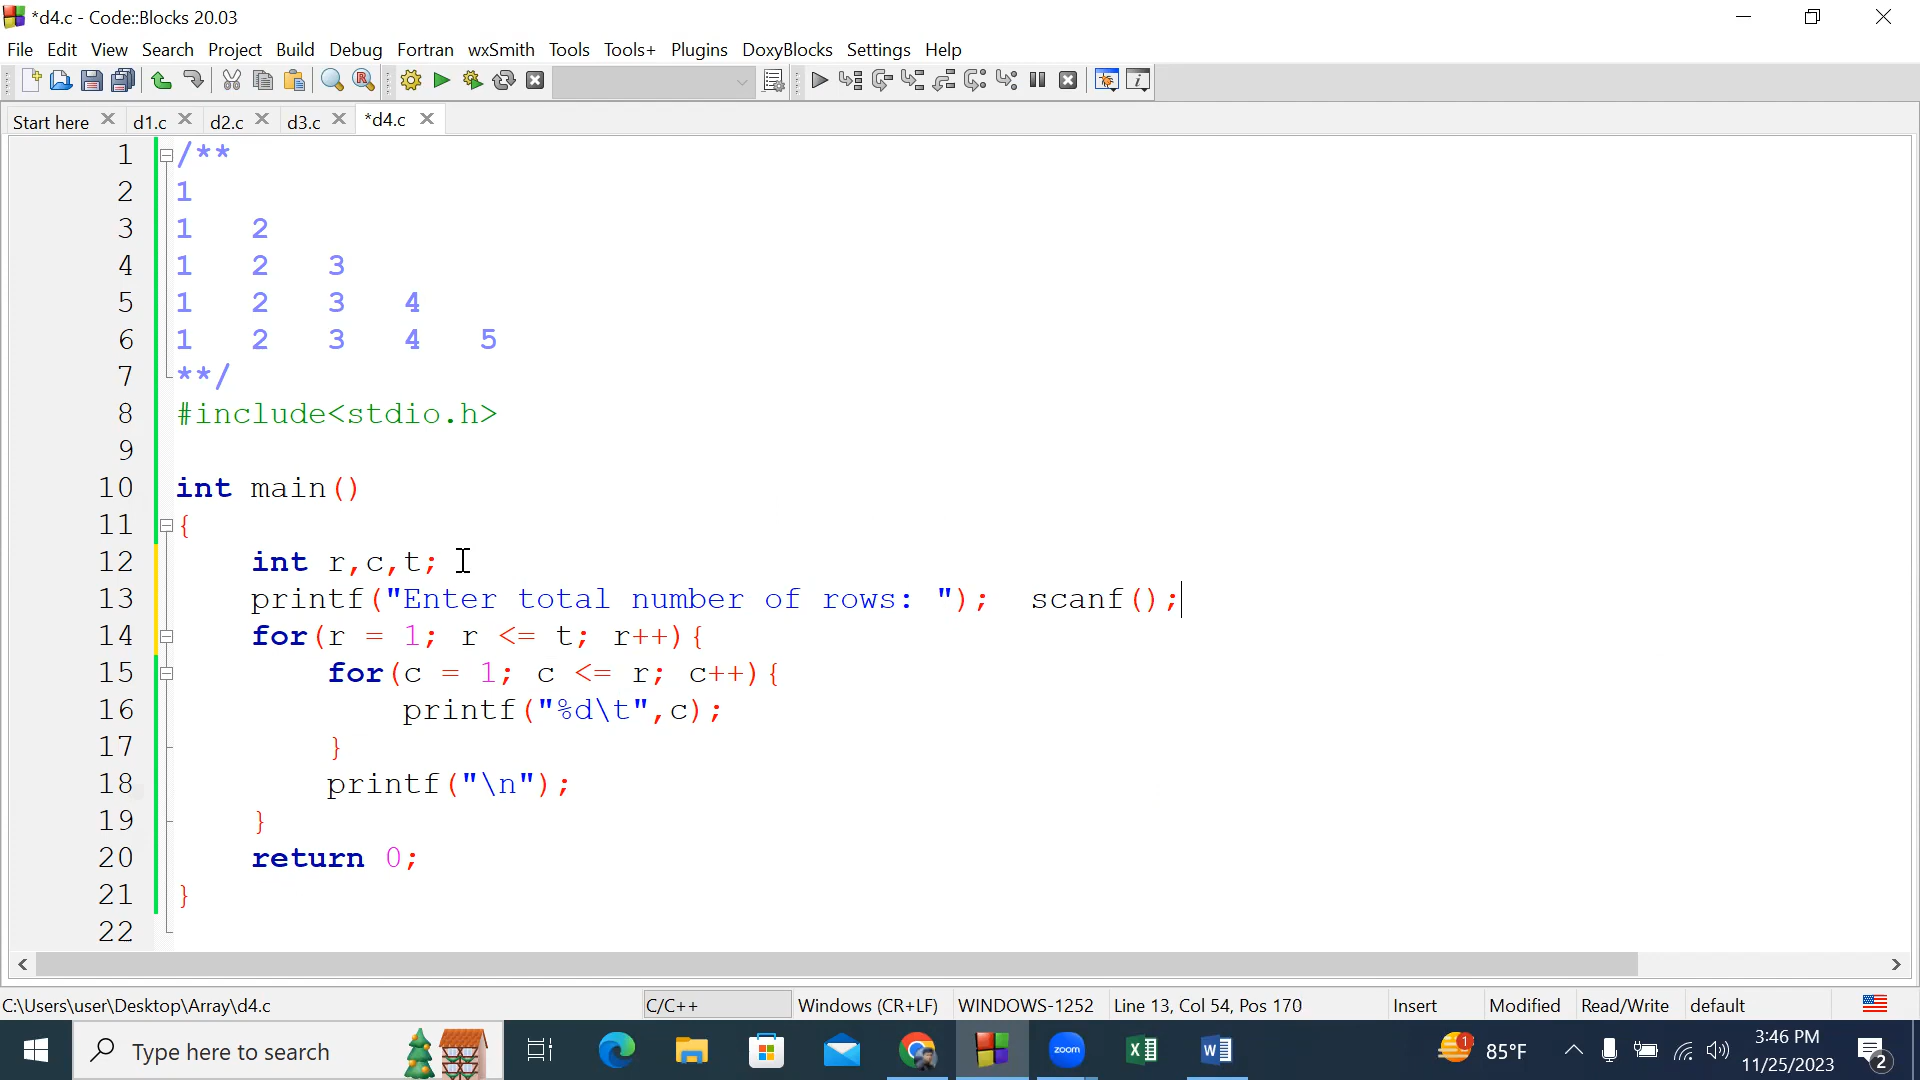 *d4.c - Code::Blocks 20.03
File Edit View Search Project Build Debug Fortran wxSmith Tools Tools+ Plugins DoxyBlocks Settings Help
Start here d1.c d2.c d3.c *d4.c
1 /**
2 1
3 1 2
4 1 2 3
5 1 2 3 4
6 1 2 3 4 5
7 **/
8 #include<stdio.h>
9
10 int main()
11 {
12 int r,c,t;
13 printf("Enter total number of rows: "); scanf();
14 for(r = 1; r <= t; r++){
15 for(c = 1; c <= r; c++){
16 printf("%d\t",c);
17 }
18 printf("\n");
19 }
20 return 0;
21 }
22
C:\Users\user\Desktop\Array\d4.c C/C++ Windows (CR+LF) WINDOWS-1252 Line 13, Col 54, Pos 170 Insert Modified Read/Write default
Type here to search zoom 1 85°F 3:46 PM 2
11/25/2023